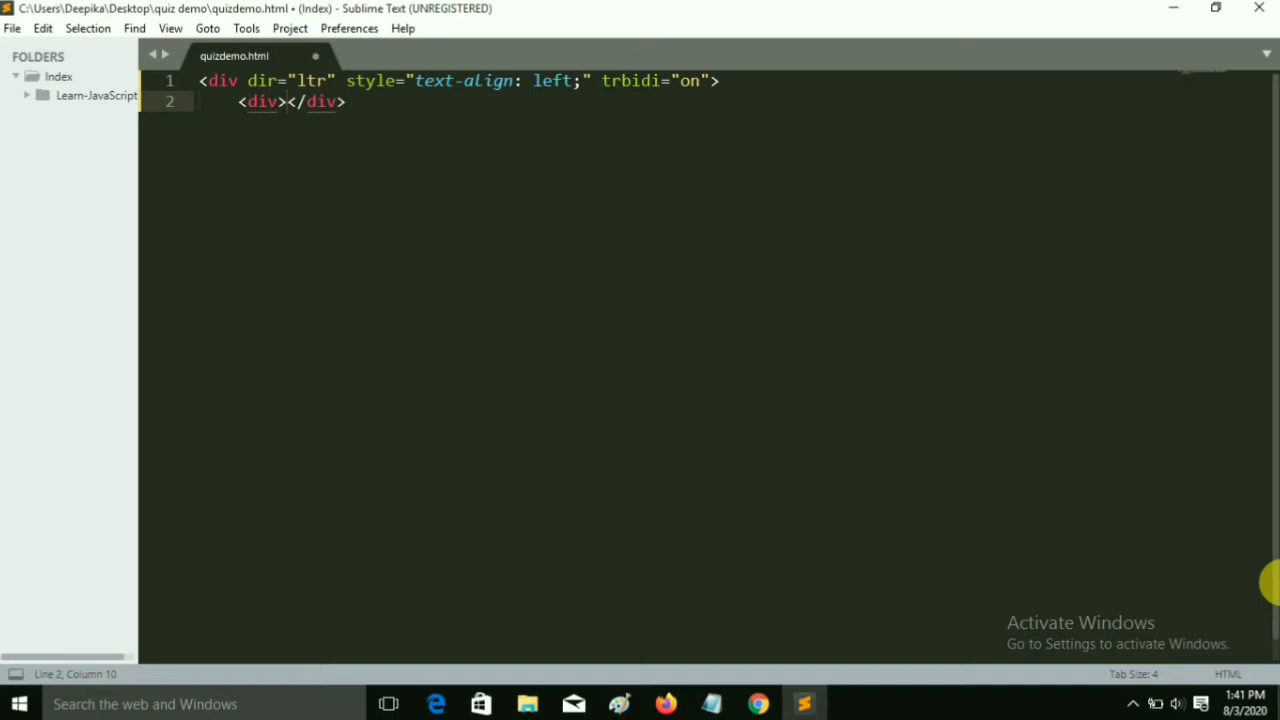 C:\Users\Deepika\Desktop\quiz demo\quizdemo.html • (Index) - Sublime Text (UNREGISTERED)
File Edit Selection Find View Goto Tools Project Preferences Help
FOLDERS
Index
Learn-JavaScript
quizdemo.html
1 <div dir="ltr" style="text-align: left;" trbidi="on">
2 <div></div>
Activate Windows
Go to Settings to activate Windows.
Line 2, Column 10
Tab Size: 4
HTML
Search the web and Windows
1:41 PM
8/3/2020